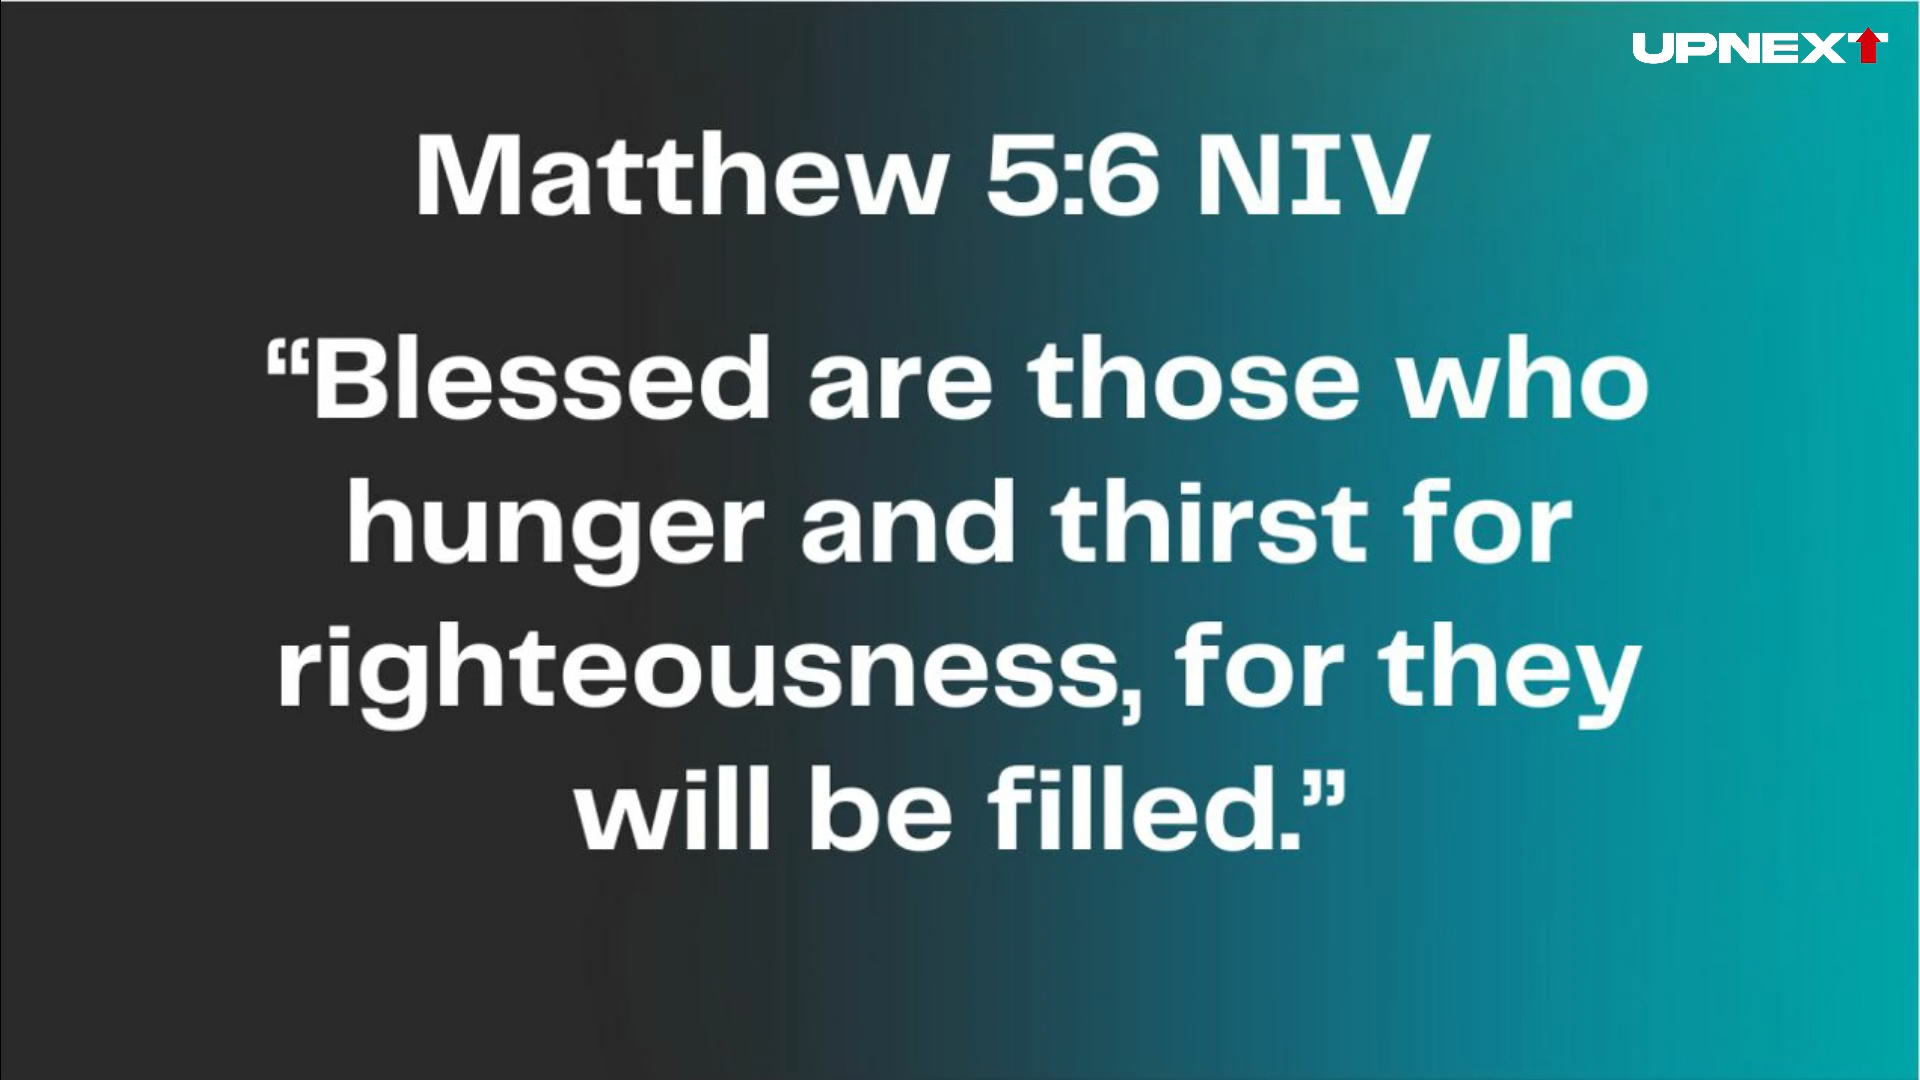 UPNEXT
Matthew 5:6 NIV
“Blessed are those who
hunger and thirst for
righteousness, for they
will be filled.”